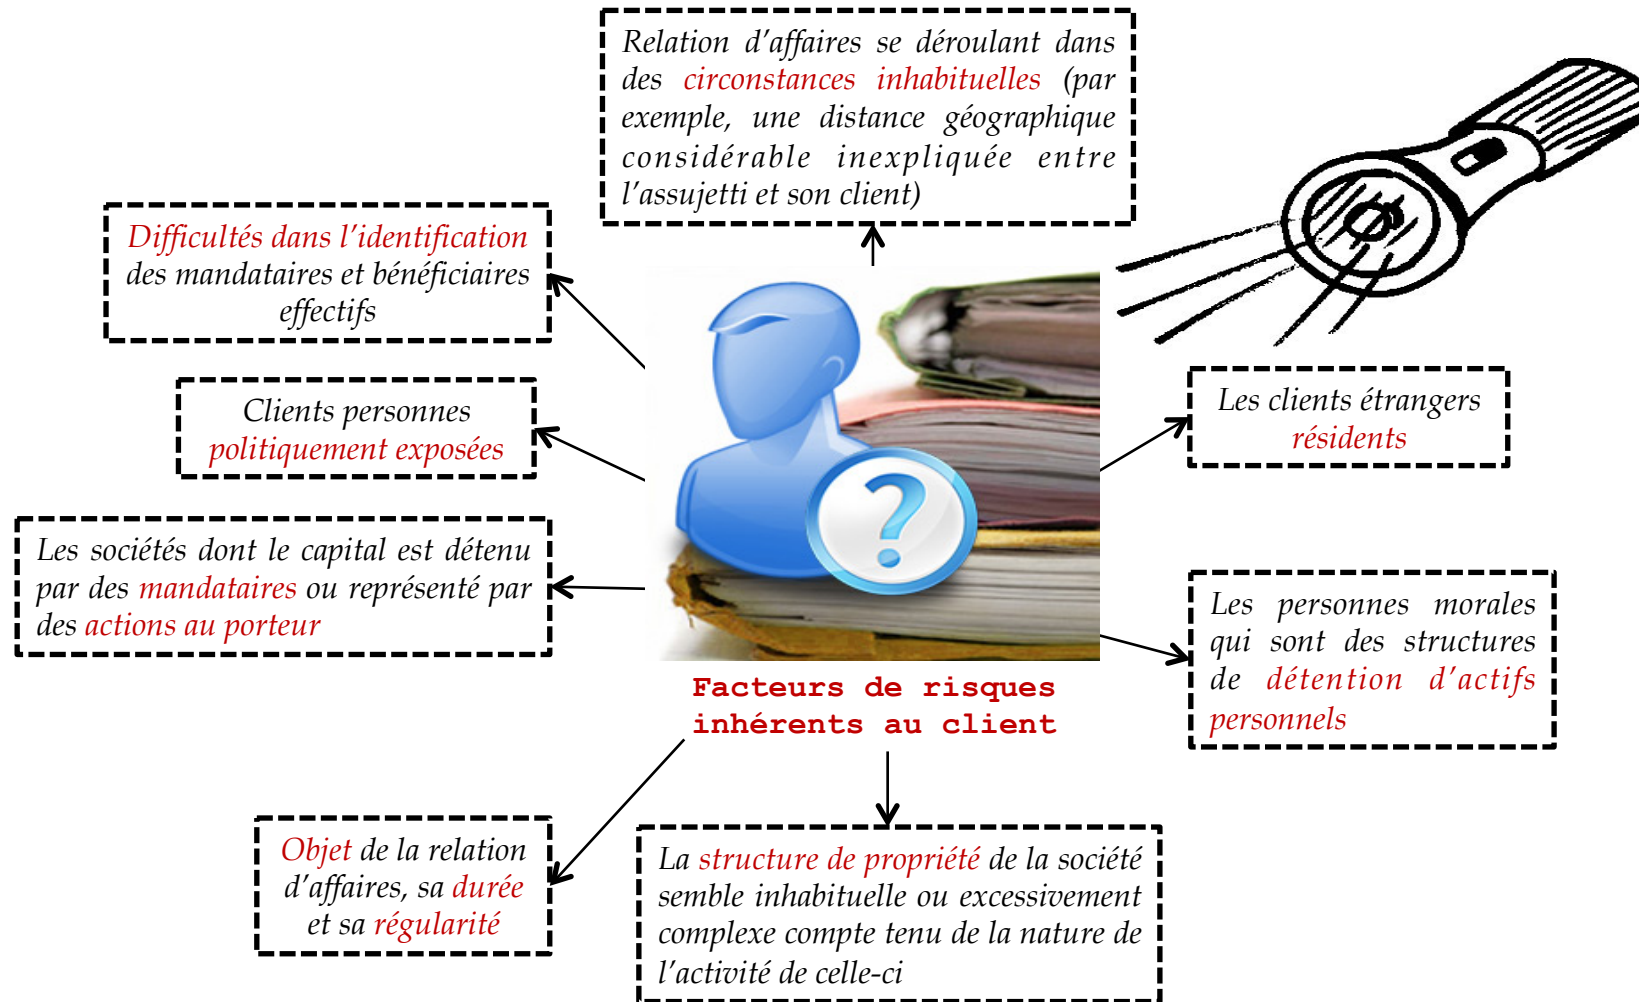 Relation d'affaires se déroulant dans
des circonstances inhabituelles (par
exemple, une distance géographique
considérable inexpliquée entre
l'assujetti et son client)
Difficultés dans l'identification
des mandataires et bénéficiaires
effectifs
Clients personnes
politiquement exposées
Les clients étrangers
résidents
Les sociétés dont le capital est détenu
par des mandataires ou représenté par
des actions au porteur
Les personnes morales
qui sont des structures
de détention d'actifs
personnels
?
Facteurs de risques
inhérents au client
Objet de la relation
d'affaires, sa durée
et sa régularité
La structure de propriété de la société
semble inhabituelle ou excessivement
complexe compte tenu de la nature de
l'activité de celle-ci